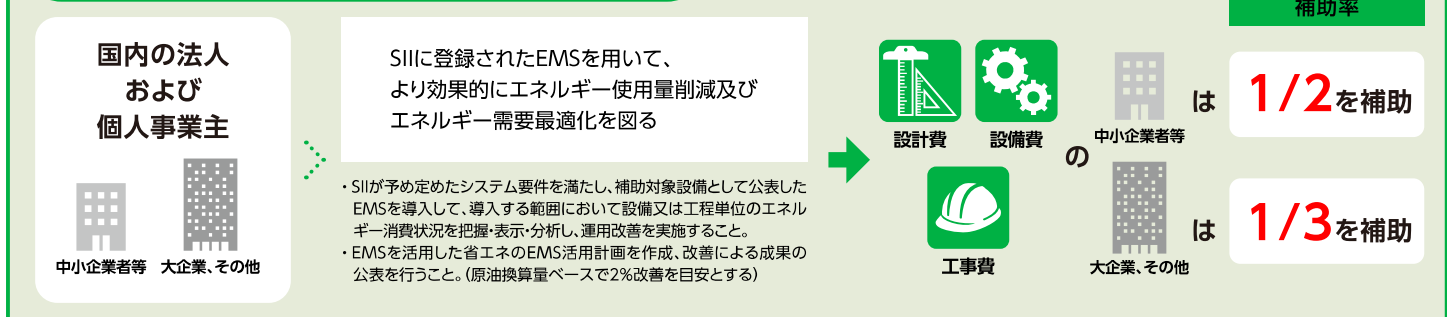 補助率
国内の法人
および
個人事業主
中小企業者等 大企業、その他
SIIに登録されたEMSを用いて、
より効果的にエネルギー使用量削減及び
エネルギー需要最適化を図る
・SIIが予め定めたシステム要件を満たし、補助対象設備として公表した
EMSを導入して、導入する範囲において設備又は工程単位のエネル
ギー消費状況を把握・表示・分析し、運用改善を実施すること。
・EMSを活用した省エネのEMS活用計画を作成、改善による成果の
公表を行うこと。(原油換算量ベースで2%改善を目安とする)
設計費 設備費
工事費
の
中小企業者等
は
1/2を補助
大企業、その他
は
1/3を補助